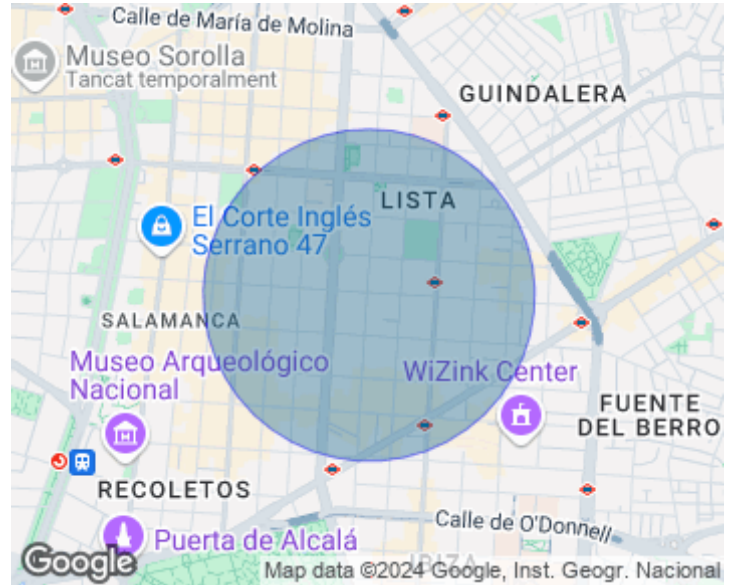 Calle de María de Molina
Museo Sorolla
Tancat temporalment
GUINDALERA
LISTA
El Corte Inglés
Serrano 47
SALAMANCA
Museo Arqueológico
Nacional
WiZink Center
FUENTE
DEL BERRO
RECOLETOS
Calle de O'Donnell
Puerta de Alcalá
IBIZA
Google
Map data ©2024 Google, Inst. Geogr. Nacional